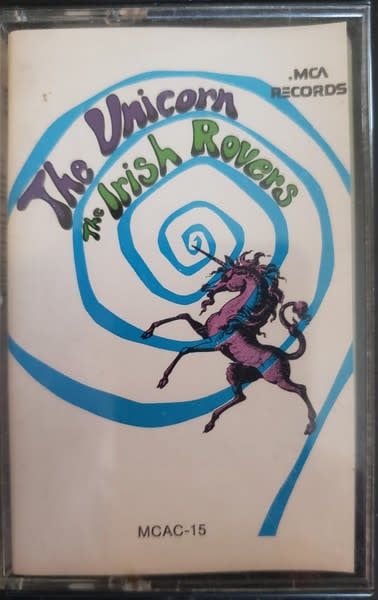 .MCA
RECORDS
The Unicorn
The Irish Rovers
MCAC-15